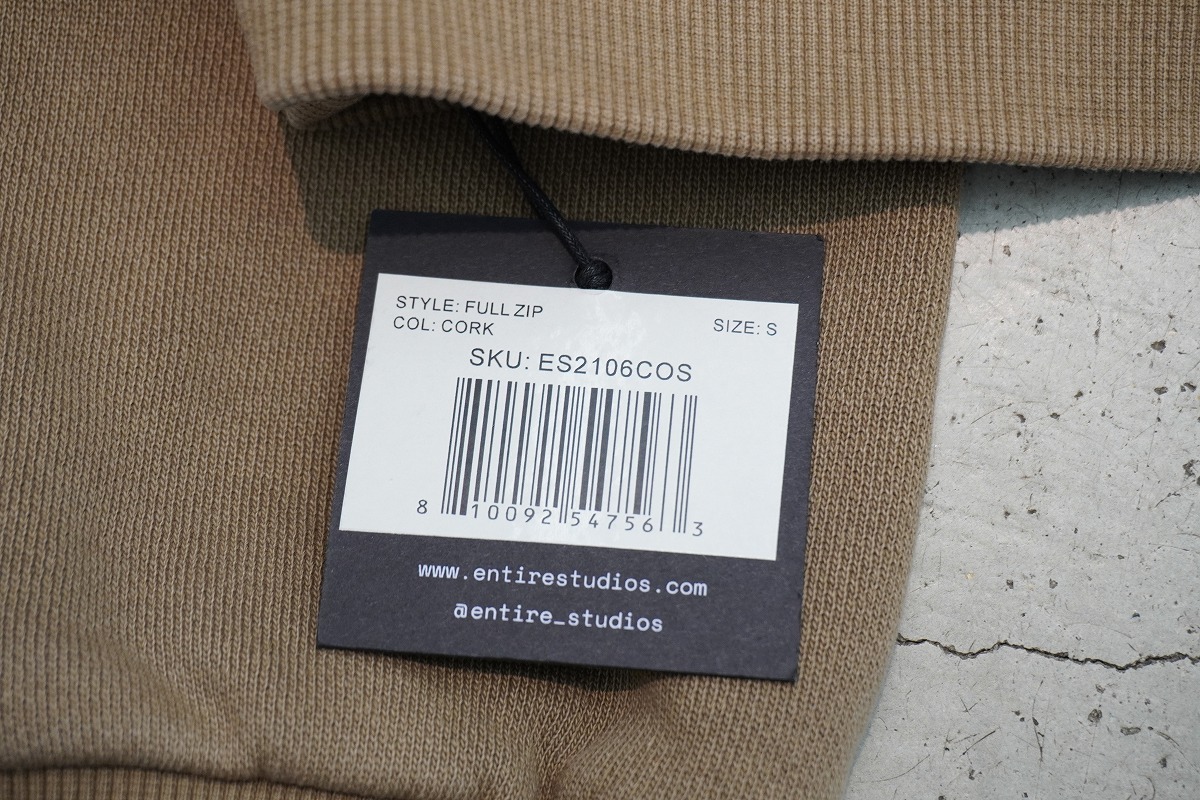 STYLE: FULL ZIP
COL: CORK
SIZE: S
SKU: ES2106COS
8 10092 54756 3
www.entirestudios.com
@entire_studios